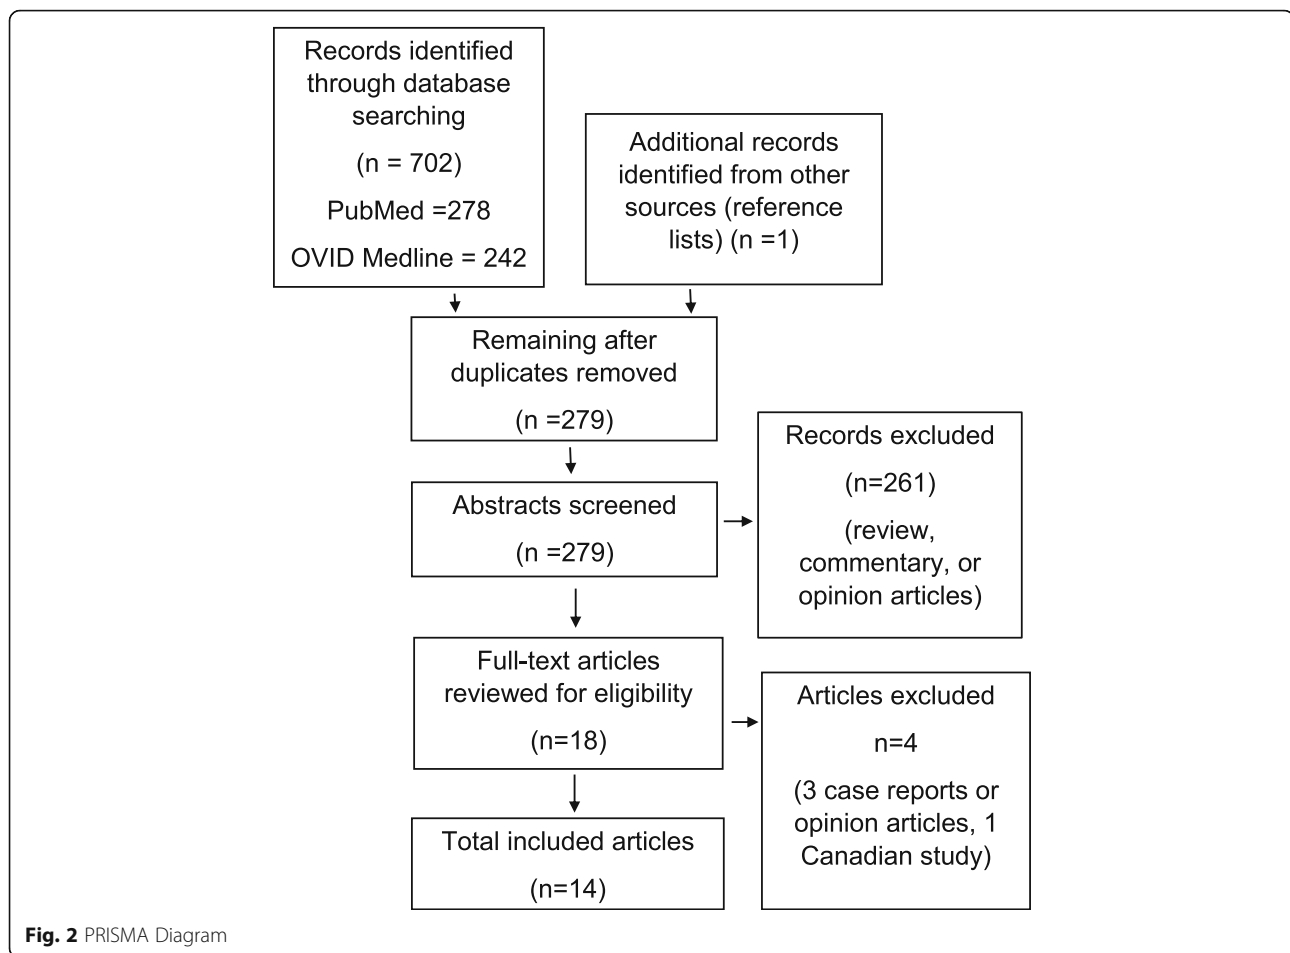 Records identified
through database
searching
(n = 702)
PubMed =278
OVID Medline = 242
Additional records
identified from other
sources (reference
lists) (n =1)
Remaining after
duplicates removed
(n =279)
Abstracts screened
(n =279)
Records excluded
(n=261)
(review,
commentary, or
opinion articles)
Full-text articles
reviewed for eligibility
(n=18)
Articles excluded
n=4
(3 case reports or
opinion articles, 1
Canadian study)
Total included articles
(n=14)
Fig. 2 PRISMA Diagram